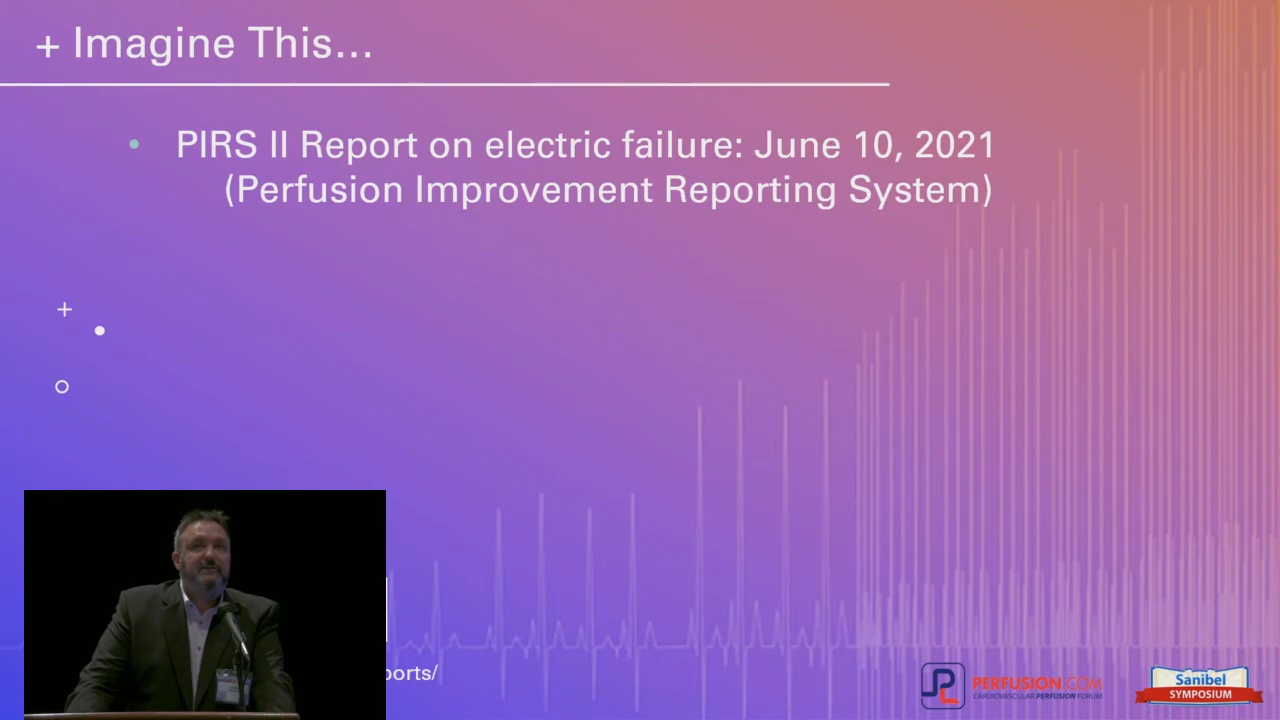 + Imagine This...
• PIRS II Report on electric failure: June 10, 2021
(Perfusion Improvement Reporting System)
orts/
PERFUSION.COM
CARDIOVASCULAR PERFUSION FORUM
Sanibel
SYMPOSIUM